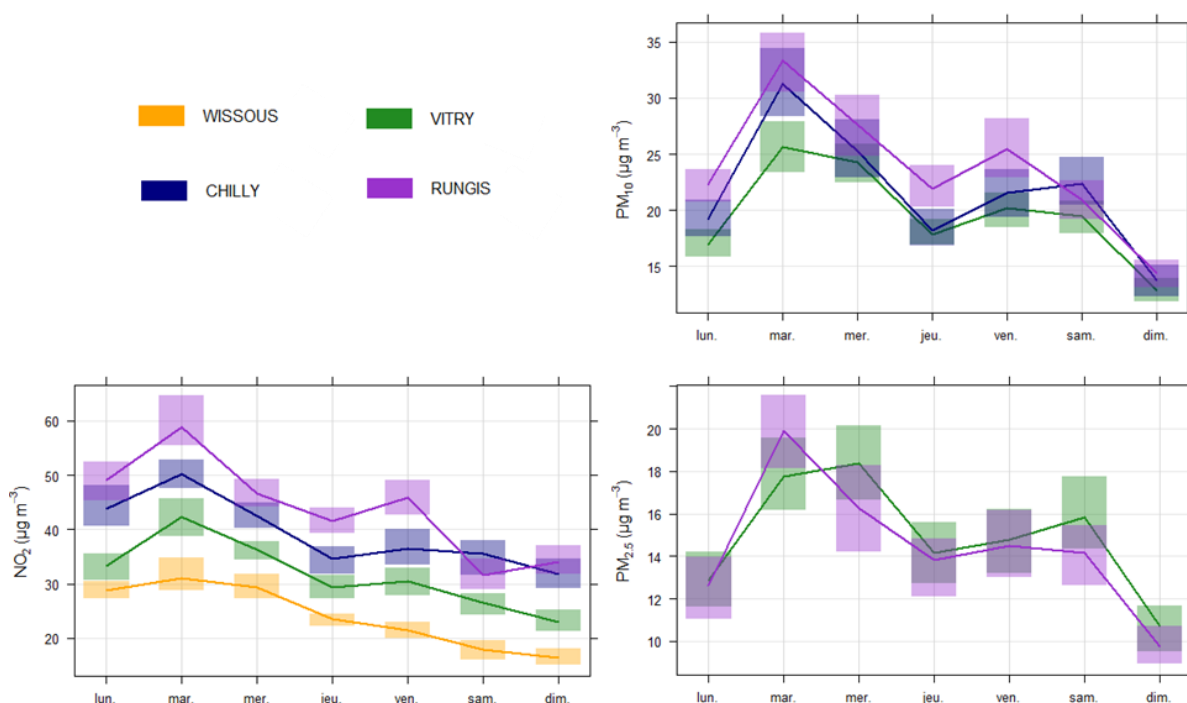 WISSOUS
VITRY
CHILLY
RUNGIS
PM₁₀ (µg m⁻³)
35
30
25
20
15
lun. mar. mer. jeu. ven. sam. dim.
NO₂ (µg m⁻³)
60
50
40
30
20
lun. mar. mer. jeu. ven. sam. dim.
PM₂.₅ (µg m⁻³)
20
18
16
14
12
10
lun. mar. mer. jeu. ven. sam. dim.